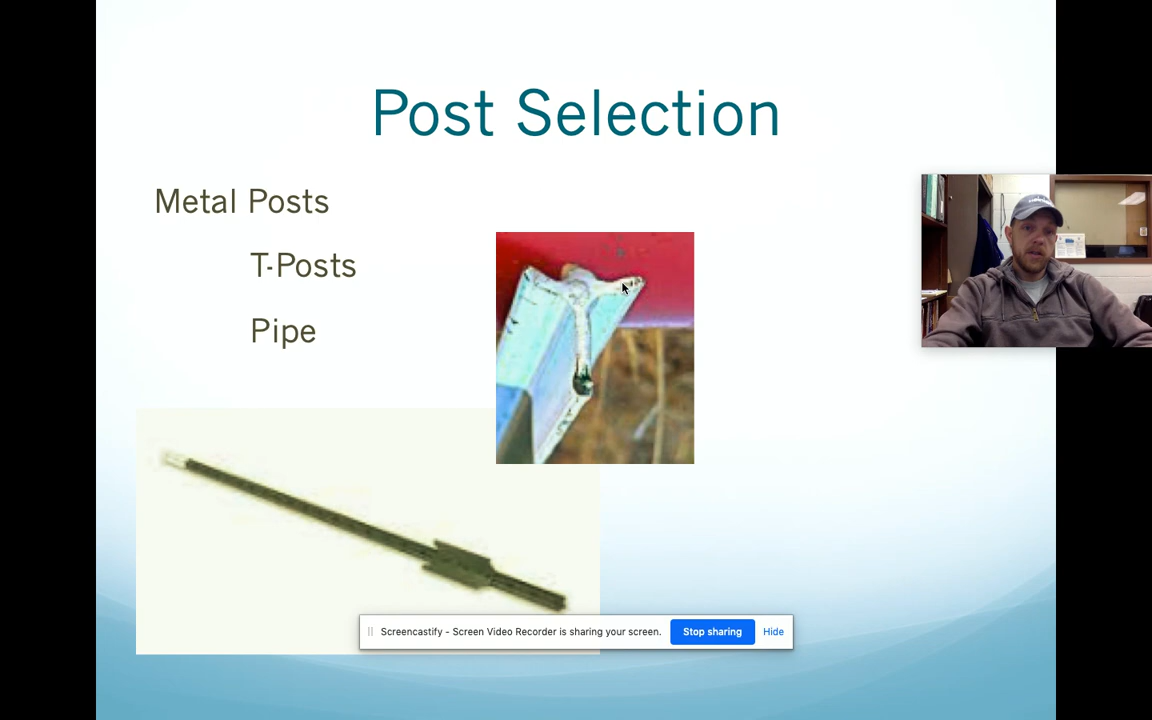 Post Selection
Metal Posts
T-Posts
Pipe
Screencastify - Screen Video Recorder is sharing your screen. Stop sharing Hide